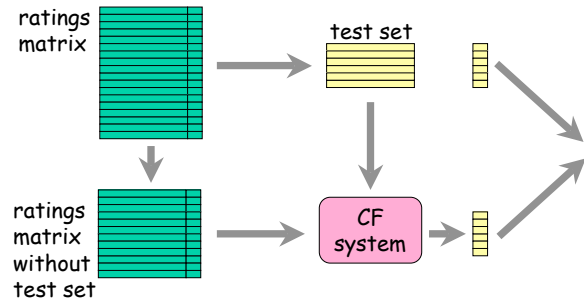 ratings
matrix
test set
ratings
matrix
without
test set
CF
system